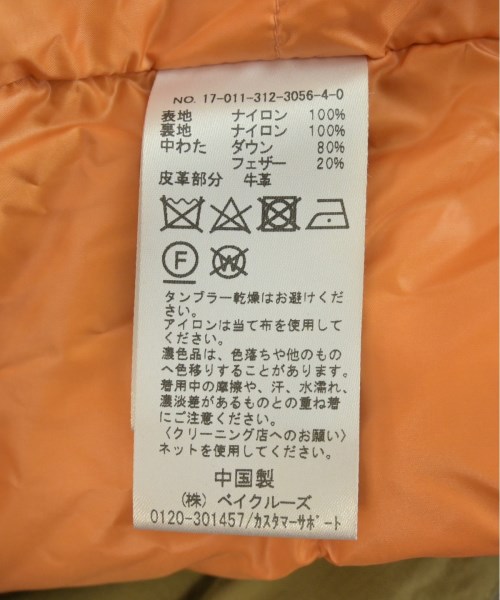 NO. 17-011-312-3056-4-0
表地 ナイロン 100%
裏地 ナイロン 100%
中わた ダウン 80%
フェザー 20%
皮革部分 牛革
F W
タンブラー乾燥はお避けくだ
さい。
アイロンは当て布を使用して
ください。
濃色品は、色落ちや他のもの
へ色移りすることがあります。
着用中の摩擦や、汗、水濡れ、
濃淡差があるものとの重ね着
にご注意ください。
〈クリーニング店へのお願い〉
ネットを使用してください。
中国製
(株) ベイクルーズ
0120-301457/カスタマーサポート